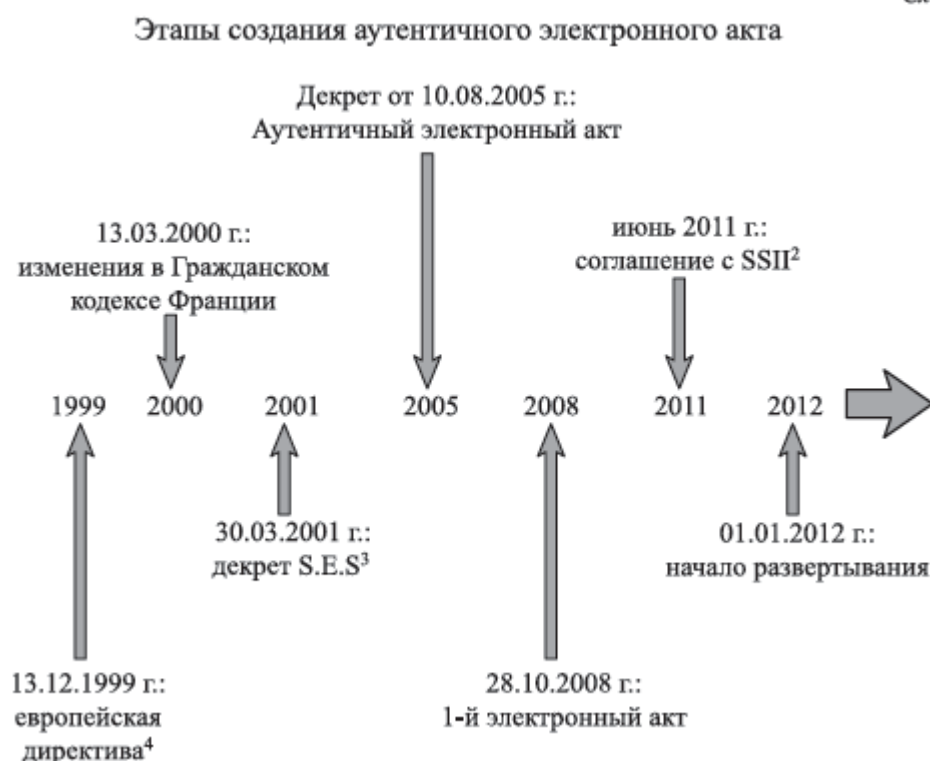 Этапы создания аутентичного электронного акта
Декрет от 10.08.2005 г.:
Аутентичный электронный акт
13.03.2000 г.:
изменения в Гражданском
кодексе Франции
июнь 2011 г.:
соглашение с SSII²
1999 2000 2001 2005 2008 2011 2012
30.03.2001 г.:
декрет S.E.S³
01.01.2012 г.:
начало развертывания
13.12.1999 г.:
европейская
директива⁴
28.10.2008 г.:
1-й электронный акт